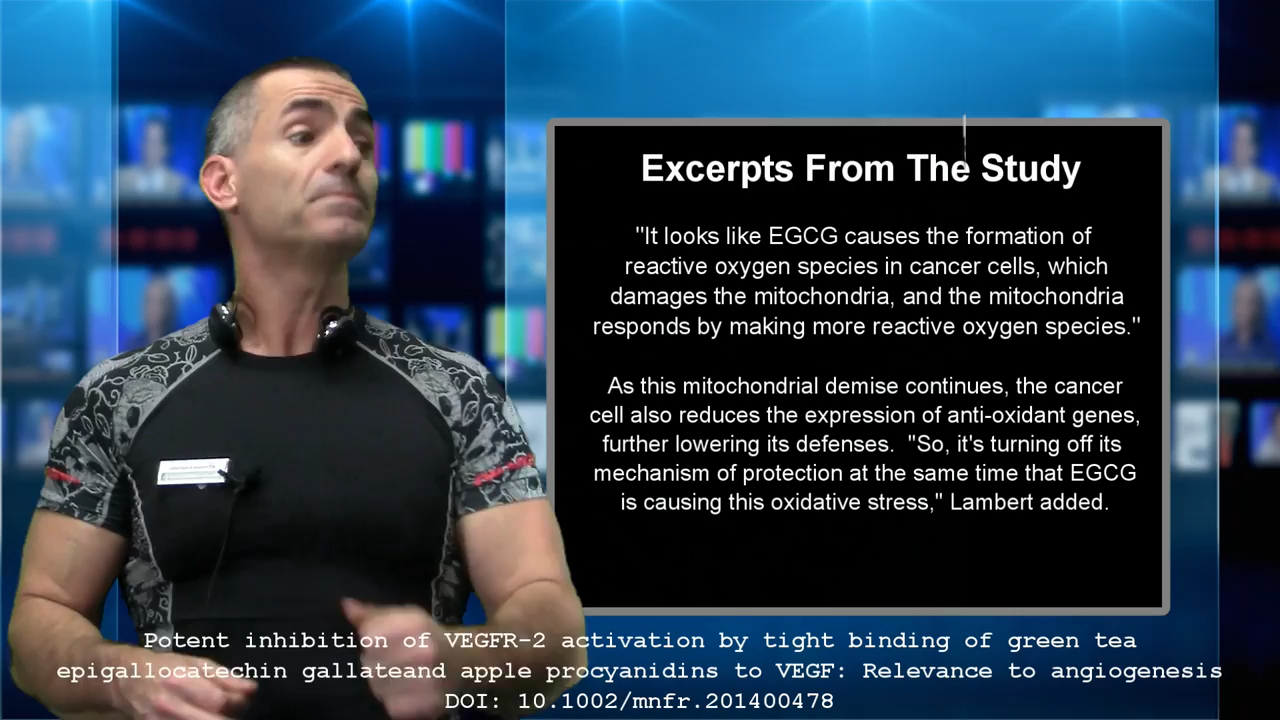 Excerpts From The Study
"It looks like EGCG causes the formation of
reactive oxygen species in cancer cells, which
damages the mitochondria, and the mitochondria
responds by making more reactive oxygen species."
As this mitochondrial demise continues, the cancer
cell also reduces the expression of anti-oxidant genes,
further lowering its defenses.  "So, it's turning off its
mechanism of protection at the same time that EGCG
is causing this oxidative stress," Lambert added.
Potent inhibition of VEGFR-2 activation by tight binding of green tea
epigallocatechin gallateand apple procyanidins to VEGF: Relevance to angiogenesis
DOI: 10.1002/mnfr.201400478